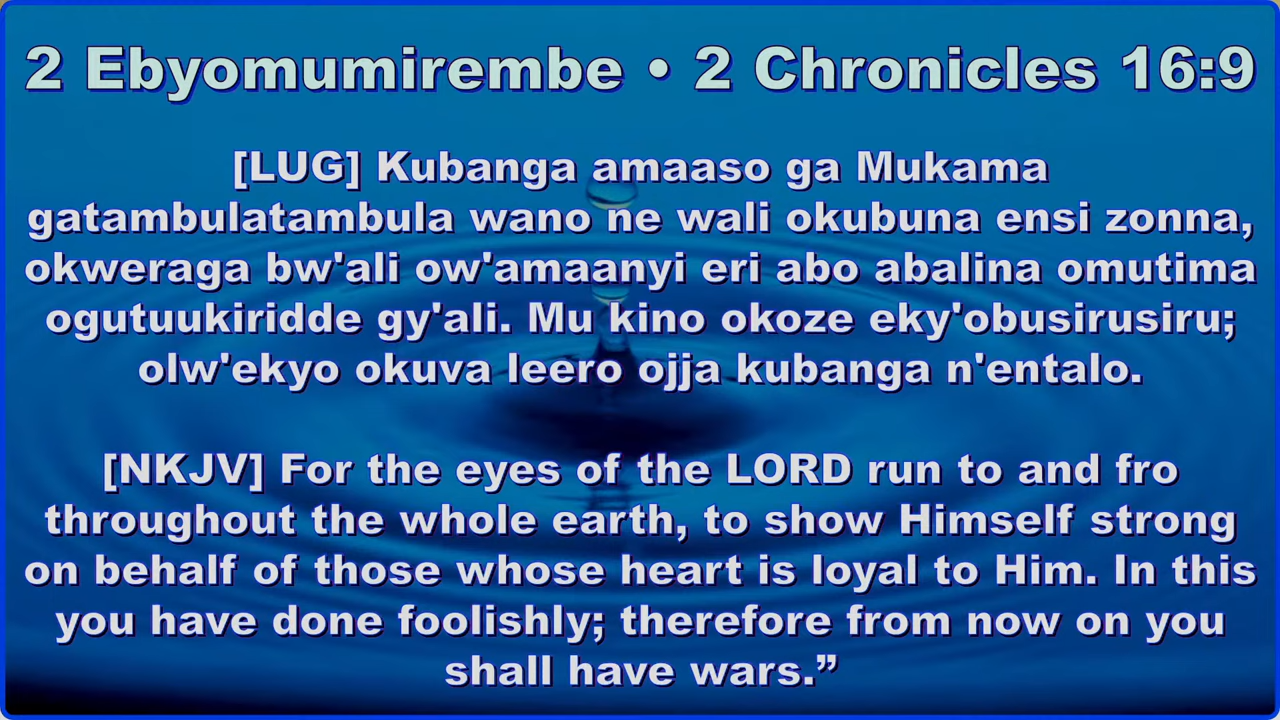 2 Ebyomumirembe • 2 Chronicles 16:9
[LUG] Kubanga amaaso ga Mukama
gatambulatambula wano ne wali okubuna ensi zonna,
okweraga bw'ali ow'amaanyi eri abo abalina omutima
ogutuukiridde gy'ali. Mu kino okoze eky'obusirusiru;
olw'ekyo okuva leero ojja kubanga n'entalo.
[NKJV] For the eyes of the LORD run to and fro
throughout the whole earth, to show Himself strong
on behalf of those whose heart is loyal to Him. In this
you have done foolishly; therefore from now on you
shall have wars.”